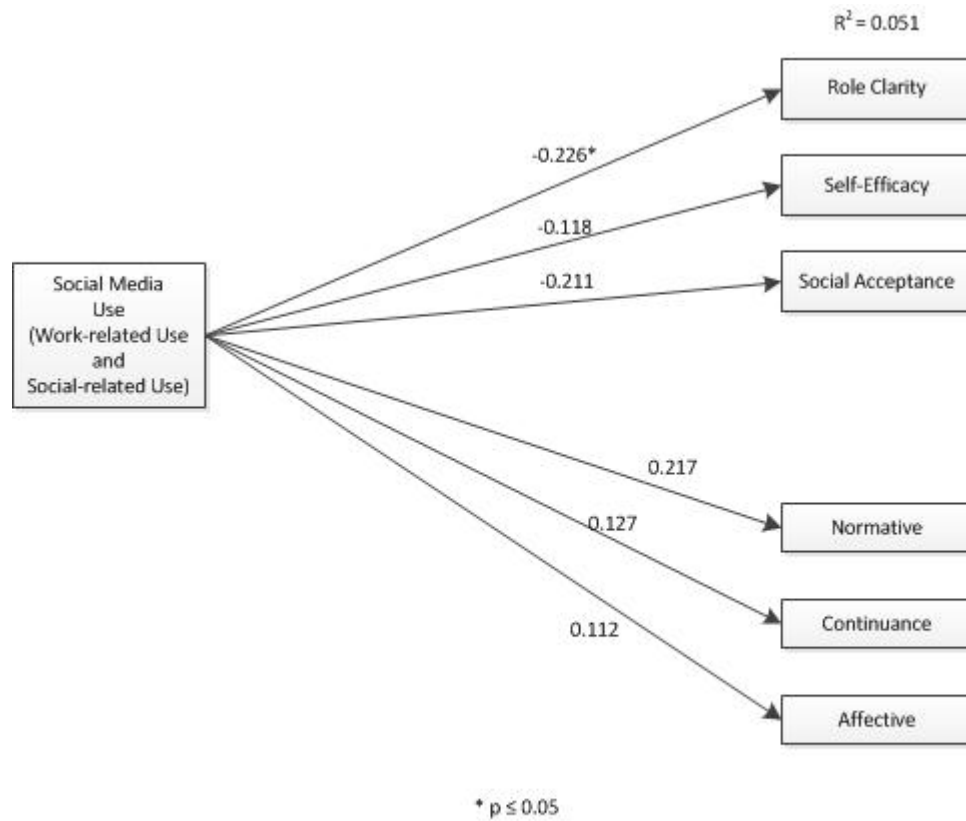 R² = 0.051
Role Clarity
-0.226*
Self-Efficacy
-0.118
Social Acceptance
-0.211
Social Media
Use
(Work-related Use
and
Social-related Use)
0.217
Normative
0.127
Continuance
0.112
Affective
* p ≤ 0.05